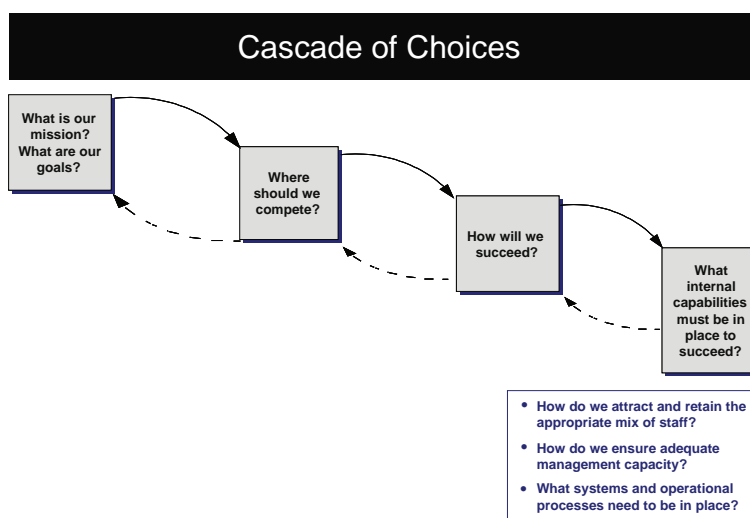 Cascade of Choices
What is our
mission?
What are our
goals?
Where
should we
compete?
How will we
succeed?
What
internal
capabilities
must be in
place to
succeed?
• How do we attract and retain the
appropriate mix of staff?
• How do we ensure adequate
management capacity?
• What systems and operational
processes need to be in place?